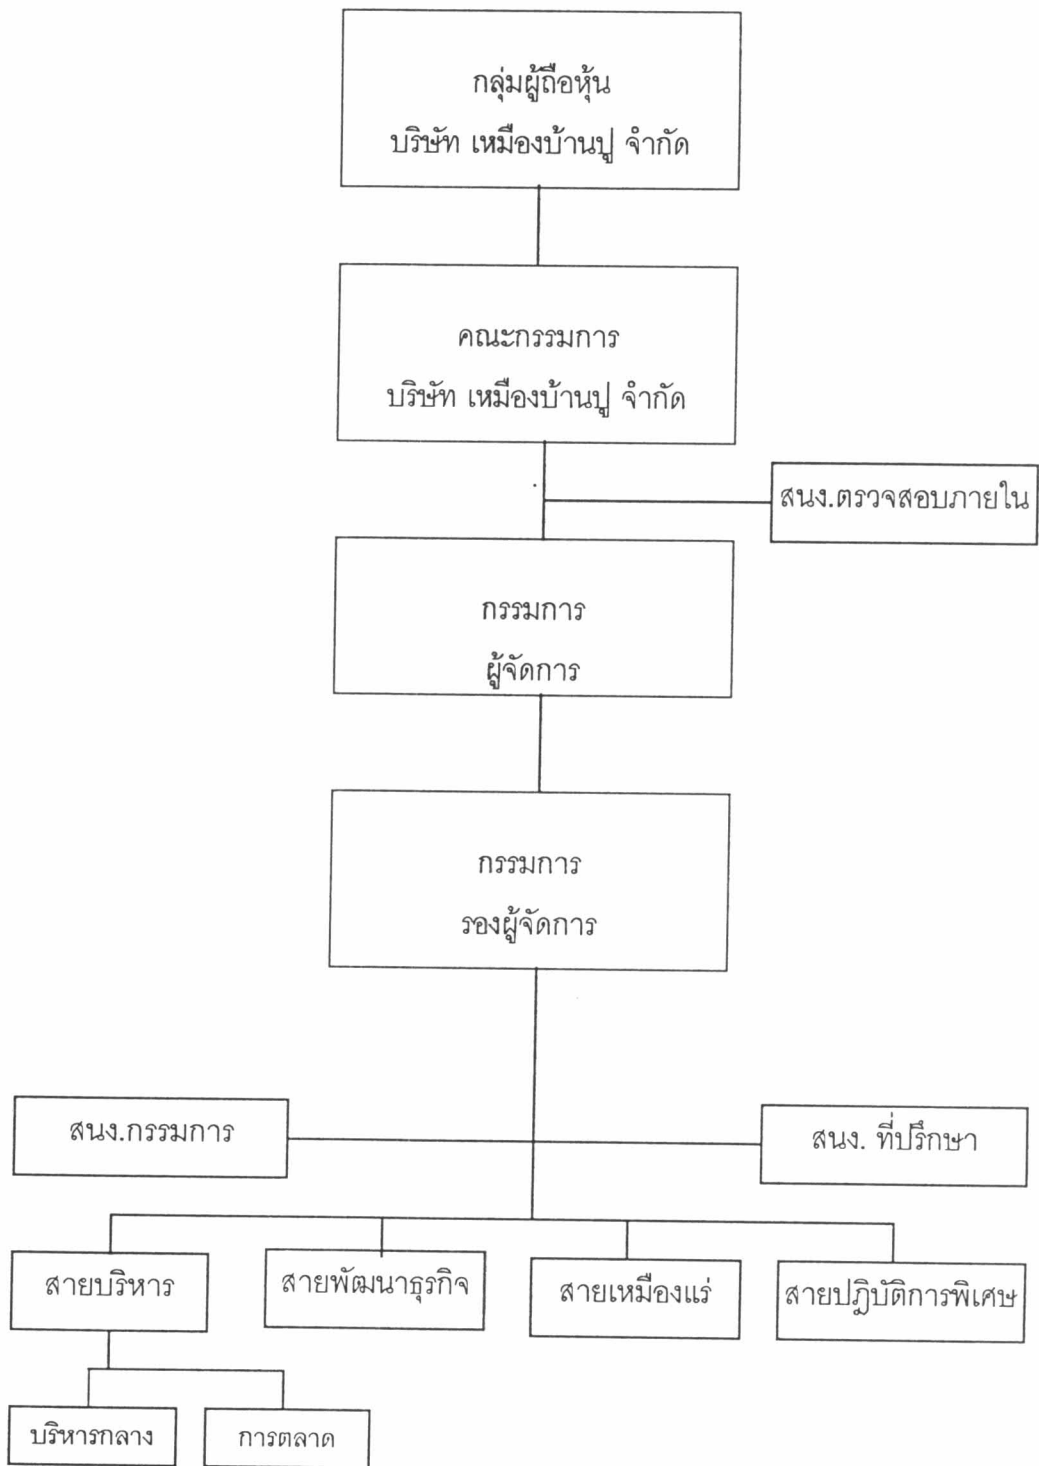 กลุ่มผู้ถือหุ้น
บริษัท เหมืองบ้านปู จำกัด
คณะกรรมการ
บริษัท เหมืองบ้านปู จำกัด
สนง.ตรวจสอบภายใน
กรรมการ
ผู้จัดการ
กรรมการ
รองผู้จัดการ
สนง.กรรมการ
สนง. ที่ปรึกษา
สายบริหาร
สายพัฒนาธุรกิจ
สายเหมืองแร่
สายปฎิบัติการพิเศษ
บริหารกลาง
การตลาด